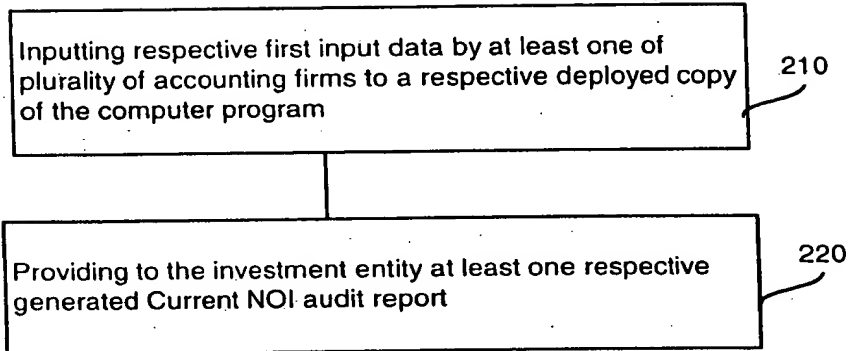 Inputting respective first input data by at least one of
plurality of accounting firms to a respective deployed copy
of the computer program
210
Providing to the investment entity at least one respective
generated Current NOI audit report
220